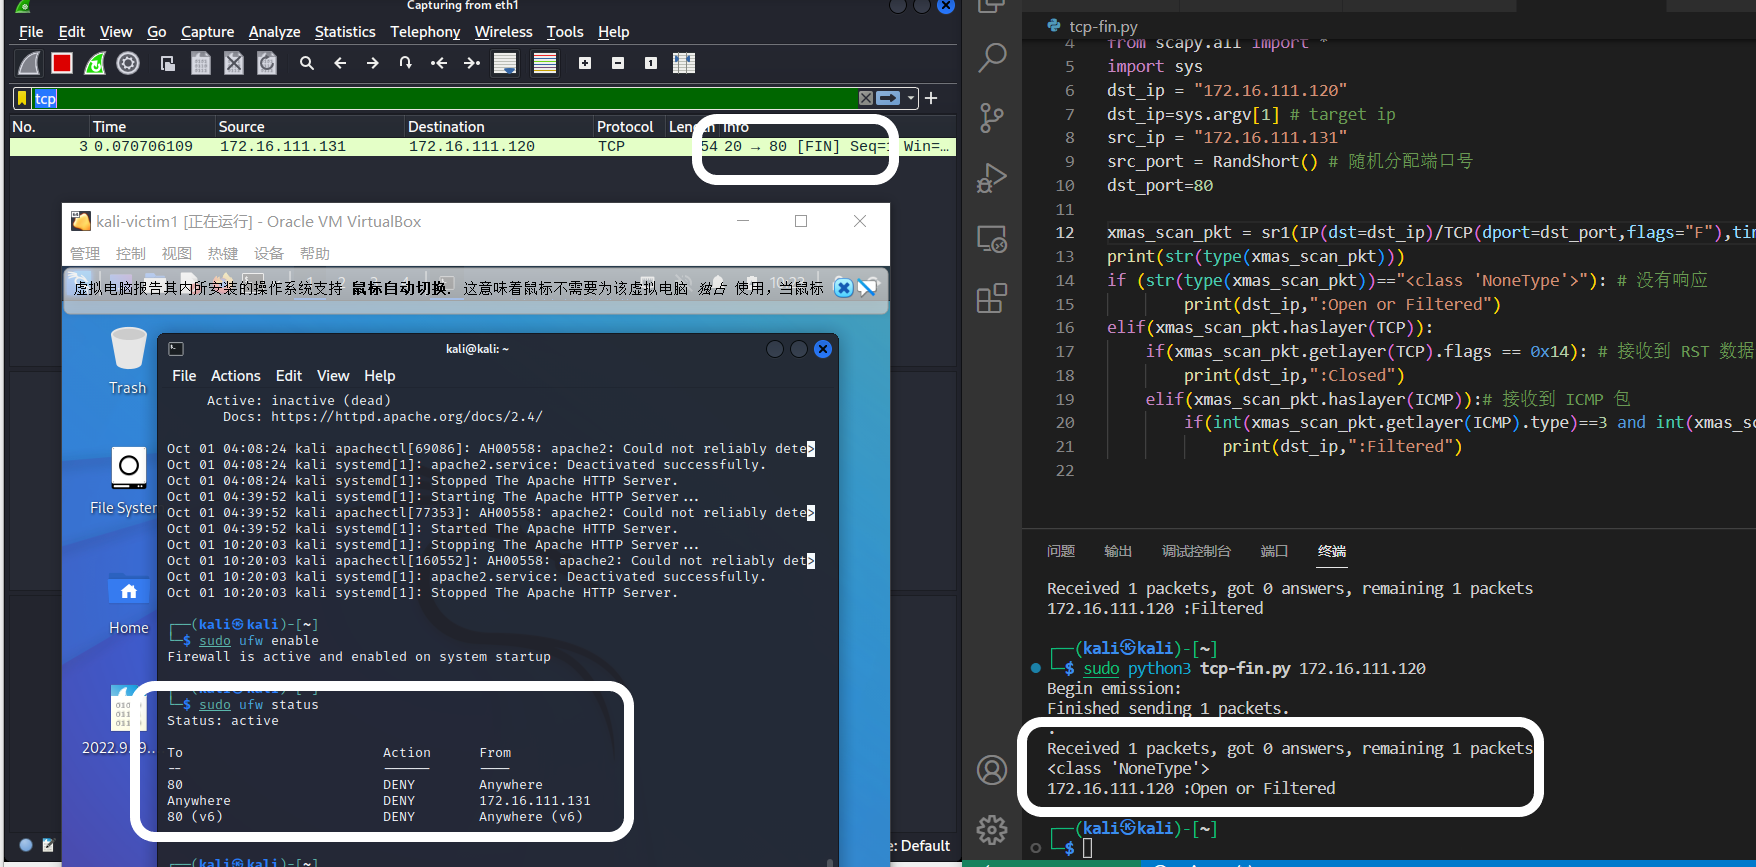 Capturing from eth1
File Edit View Go Capture Analyze Statistics Telephony Wireless Tools Help
tcp
No. Time Source Destination Protocol Length Info
3 0.070706109 172.16.111.131 172.16.111.120 TCP 54 20 → 80 [FIN] Seq=1 Win=…
kali-victim1 [正在运行] - Oracle VM VirtualBox
管理 控制 视图 热键 设备 帮助
虚拟电脑报告其内所安装的操作系统支持 鼠标自动切换. 这意味着鼠标不需要为该虚拟电脑 独占 使用，当鼠标
Trash
File Syster
Home
2022.9.
kali@kali: ~
File Actions Edit View Help
Active: inactive (dead)
Docs: https://httpd.apache.org/docs/2.4/
Oct 01 04:08:24 kali apachectl[69086]: AH00558: apache2: Could not reliably dete>
Oct 01 04:08:24 kali systemd[1]: apache2.service: Deactivated successfully.
Oct 01 04:08:24 kali systemd[1]: Stopped The Apache HTTP Server.
Oct 01 04:39:52 kali systemd[1]: Starting The Apache HTTP Server...
Oct 01 04:39:52 kali apachectl[77353]: AH00558: apache2: Could not reliably dete>
Oct 01 04:39:52 kali systemd[1]: Started The Apache HTTP Server.
Oct 01 10:20:03 kali systemd[1]: Stopping The Apache HTTP Server...
Oct 01 10:20:03 kali apachectl[160552]: AH00558: apache2: Could not reliably det>
Oct 01 10:20:03 kali systemd[1]: apache2.service: Deactivated successfully.
Oct 01 10:20:03 kali systemd[1]: Stopped The Apache HTTP Server.
┌──(kali㉿kali)-[~]
└─$ sudo ufw enable
Firewall is active and enabled on system startup
└─$ sudo ufw status
Status: active
To Action From
-- ------ ----
80 DENY Anywhere
Anywhere DENY 172.16.111.131
80 (v6) DENY Anywhere (v6)
┌──(kali㉿kali)-[~]
e: Default
tcp-fin.py
4 from scapy.all import *
5 import sys
6 dst_ip = "172.16.111.120"
7 dst_ip=sys.argv[1] # target ip
8 src_ip = "172.16.111.131"
9 src_port = RandShort() # 随机分配端口号
10 dst_port=80
11
12 xmas_scan_pkt = sr1(IP(dst=dst_ip)/TCP(dport=dst_port,flags="F"),tim
13 print(str(type(xmas_scan_pkt)))
14 if (str(type(xmas_scan_pkt))=="<class 'NoneType'>"): # 没有响应
15 print(dst_ip,":Open or Filtered")
16 elif(xmas_scan_pkt.haslayer(TCP)):
17 if(xmas_scan_pkt.getlayer(TCP).flags == 0x14): # 接收到 RST 数据
18 print(dst_ip,":Closed")
19 elif(xmas_scan_pkt.haslayer(ICMP)):# 接收到 ICMP 包
20 if(int(xmas_scan_pkt.getlayer(ICMP).type)==3 and int(xmas_sc
21 print(dst_ip,":Filtered")
22
问题 输出 调试控制台 端口 终端
Received 1 packets, got 0 answers, remaining 1 packets
172.16.111.120 :Filtered
┌──(kali㉿kali)-[~]
└─$ sudo python3 tcp-fin.py 172.16.111.120
Begin emission:
Finished sending 1 packets.
.
Received 1 packets, got 0 answers, remaining 1 packets
<class 'NoneType'>
172.16.111.120 :Open or Filtered
┌──(kali㉿kali)-[~]
└─$